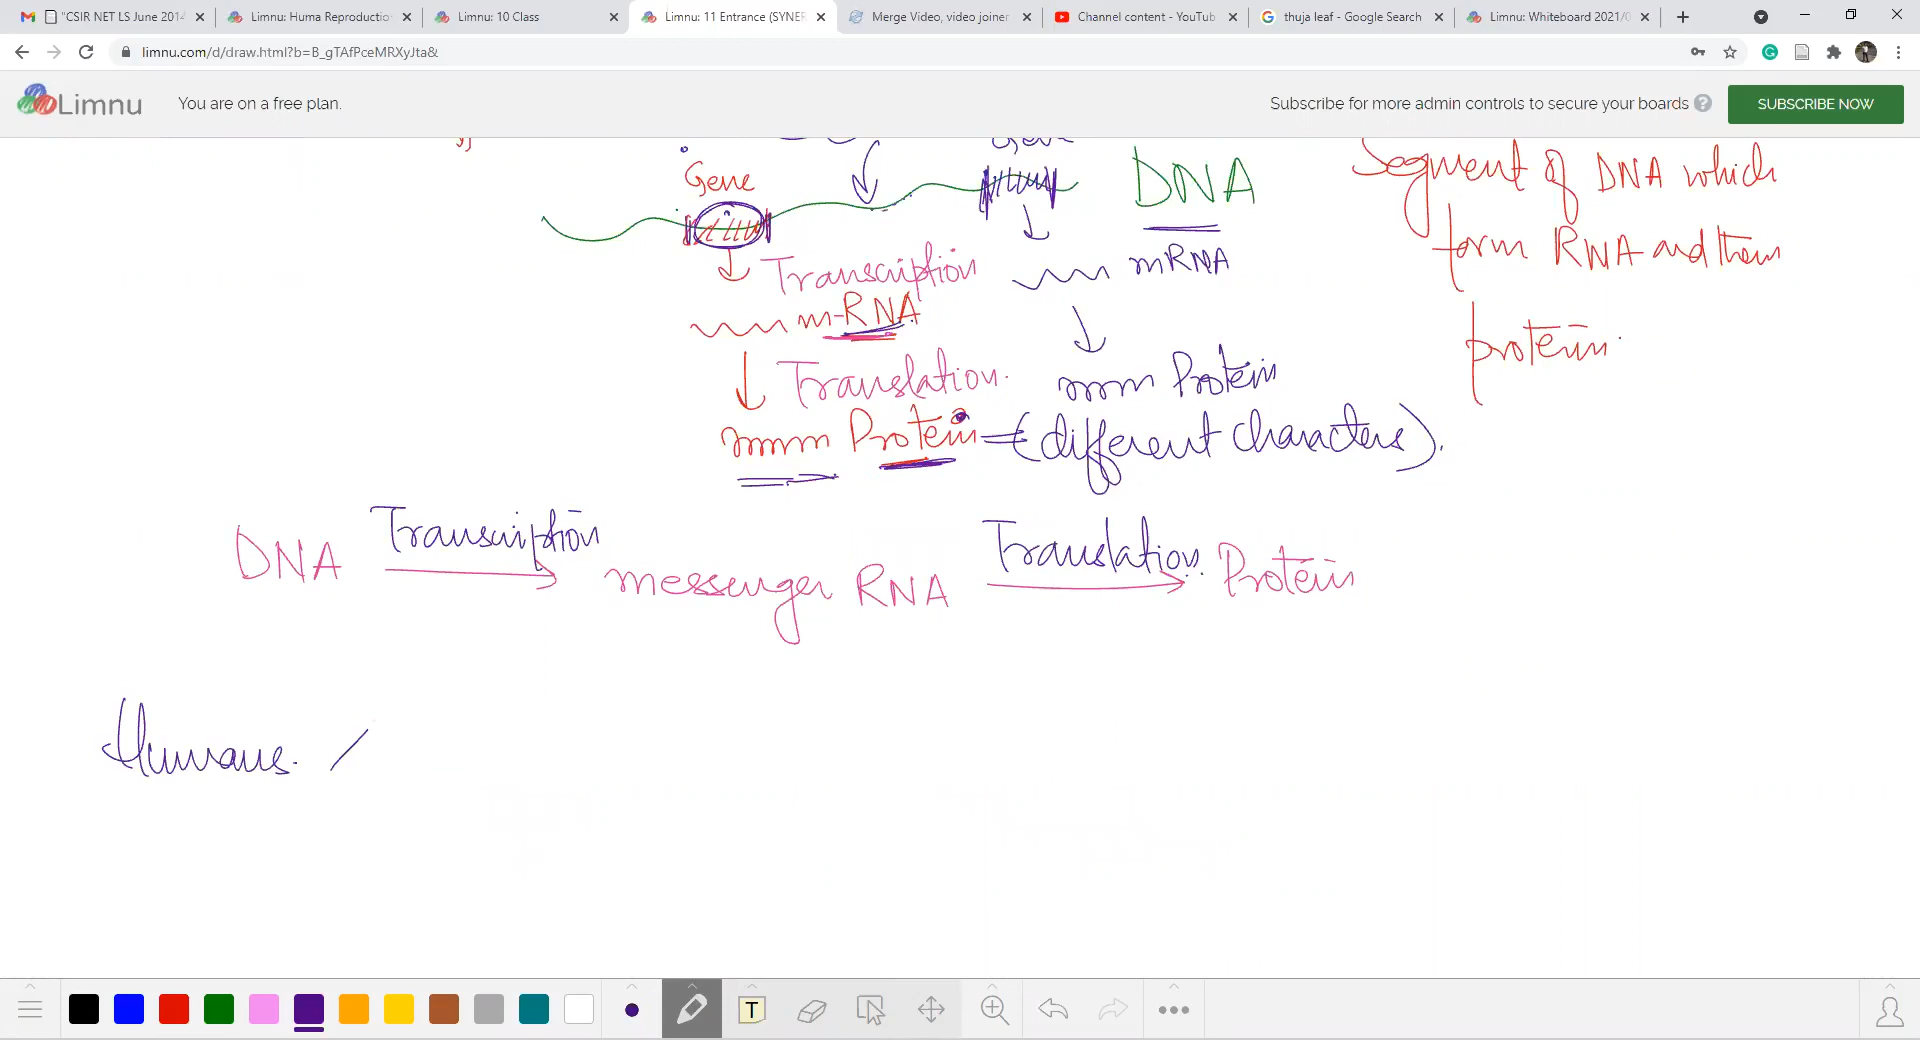 "CSIR NET LS June 201
Limnu: Huma Reproductio
Limnu: 10 Class
Limnu: 11 Entrance (SYNER
Merge Video, video joiner
Channel content - YouTub
thuja leaf - Google Search
Limnu: Whiteboard 2021/0
limnu.com/d/draw.html?b=B_gTAfPceMRXyJta&
Limnu
You are on a free plan.
Subscribe for more admin controls to secure your boards
SUBSCRIBE NOW
Gene
DNA
Segment of DNA which
form RNA and then
protein.
Transcription
mRNA
m-RNA
Translation.
Protein
Protein = (different characters).
DNA Transcription messenger RNA Translation Protein
Humans.
T